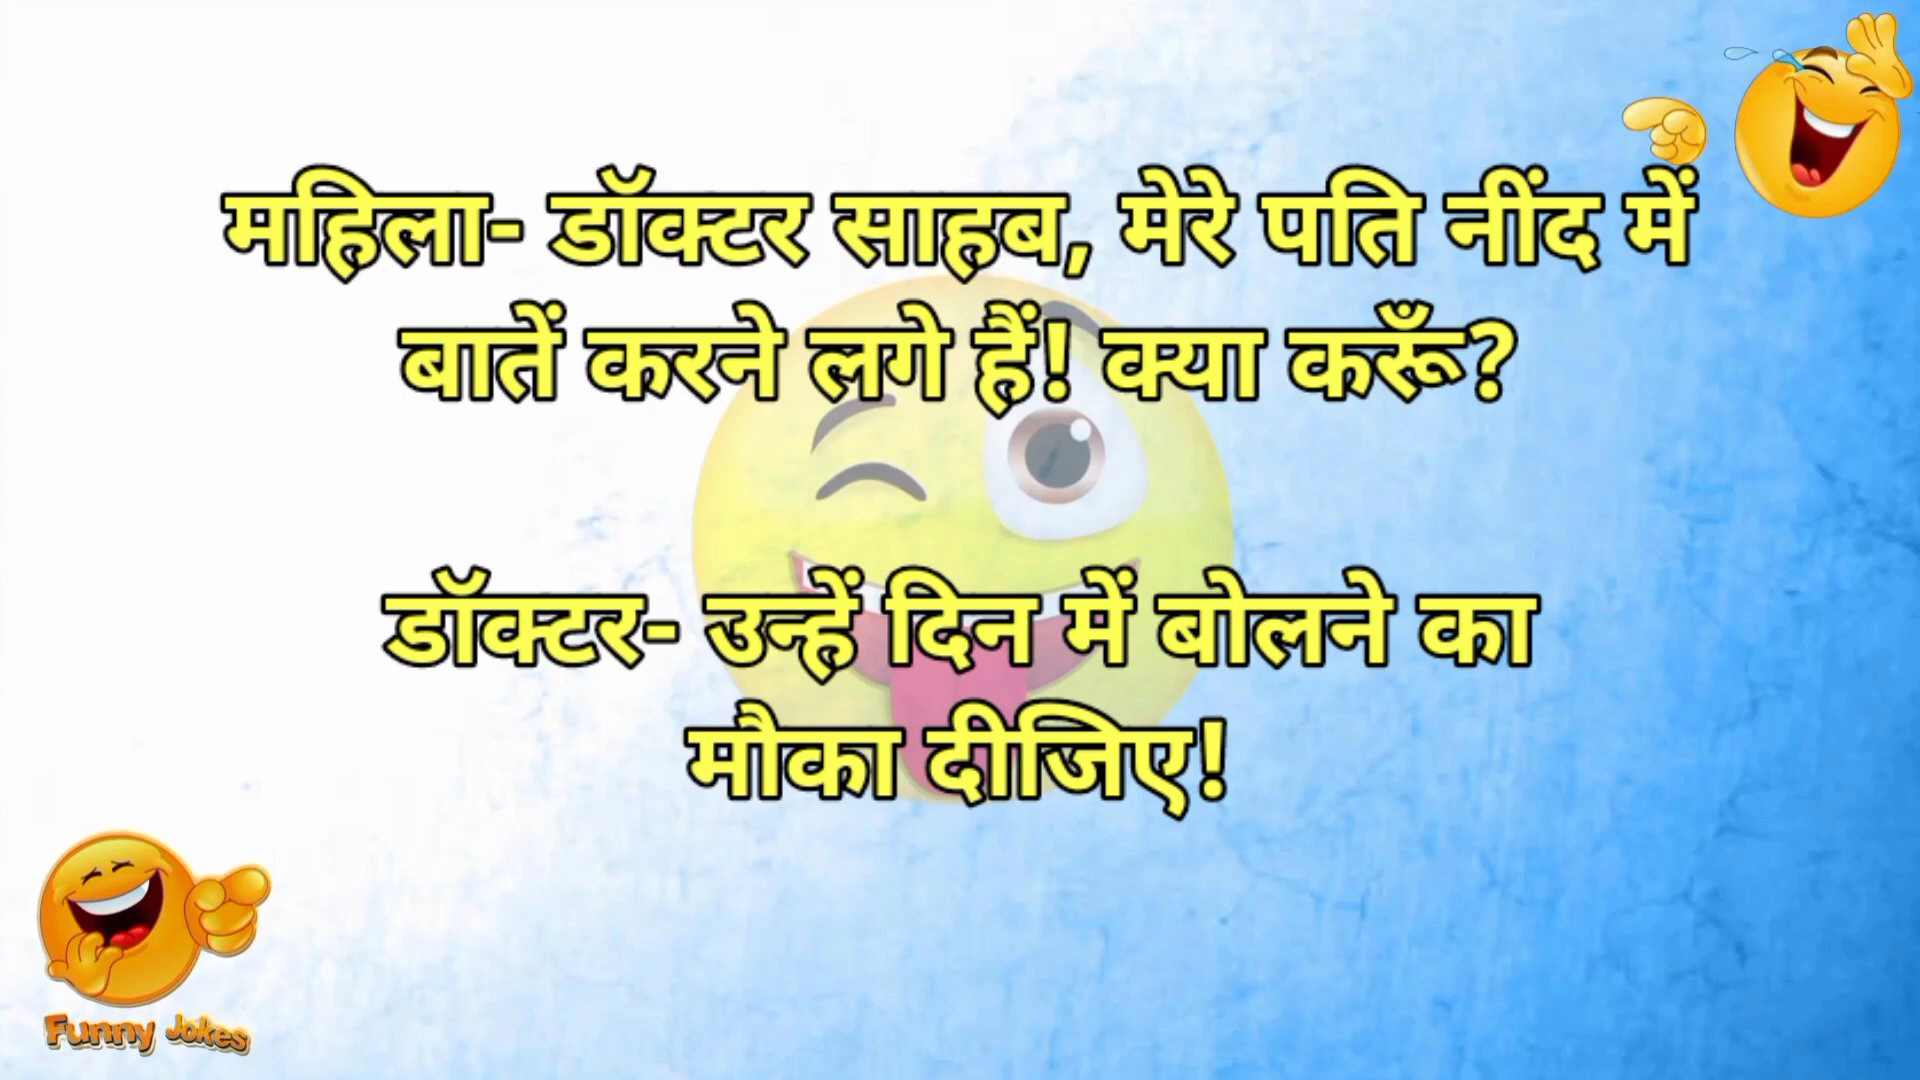 महिला- डॉक्टर साहब, मेरे पति नींद में
बातें करने लगे हैं! क्या करूँ?
डॉक्टर- उन्हें दिन में बोलने का
मौका दीजिए!
Funny Jokes